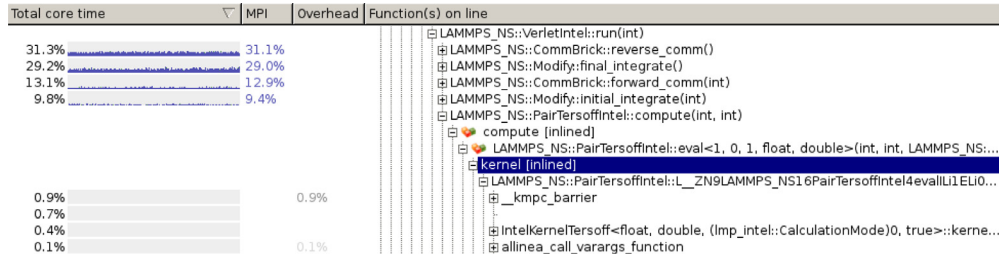 Total core time MPI Overhead Function(s) on line
LAMMPS_NS::VerletIntel::run(int)
31.3% 31.1% LAMMPS_NS::CommBrick::reverse_comm()
29.2% 29.0% LAMMPS_NS::Modify::final_integrate()
13.1% 12.9% LAMMPS_NS::CommBrick::forward_comm(int)
9.8% 9.4% LAMMPS_NS::Modify::initial_integrate(int)
LAMMPS_NS::PairTersoffIntel::compute(int, int)
compute [inlined]
LAMMPS_NS::PairTersoffIntel::eval<1, 0, 1, float, double>(int, int, LAMMPS_NS:...
kernel [inlined]
LAMMPS_NS::PairTersoffIntel::L__ZN9LAMMPS_NS16PairTersoffIntel4evalILi1ELi0...
0.9% 0.9% __kmpc_barrier
0.7%
0.4% IntelKernelTersoff<float, double, (lmp_intel::CalculationMode)0, true>::kerne...
0.1% 0.1% allinea_call_varargs_function